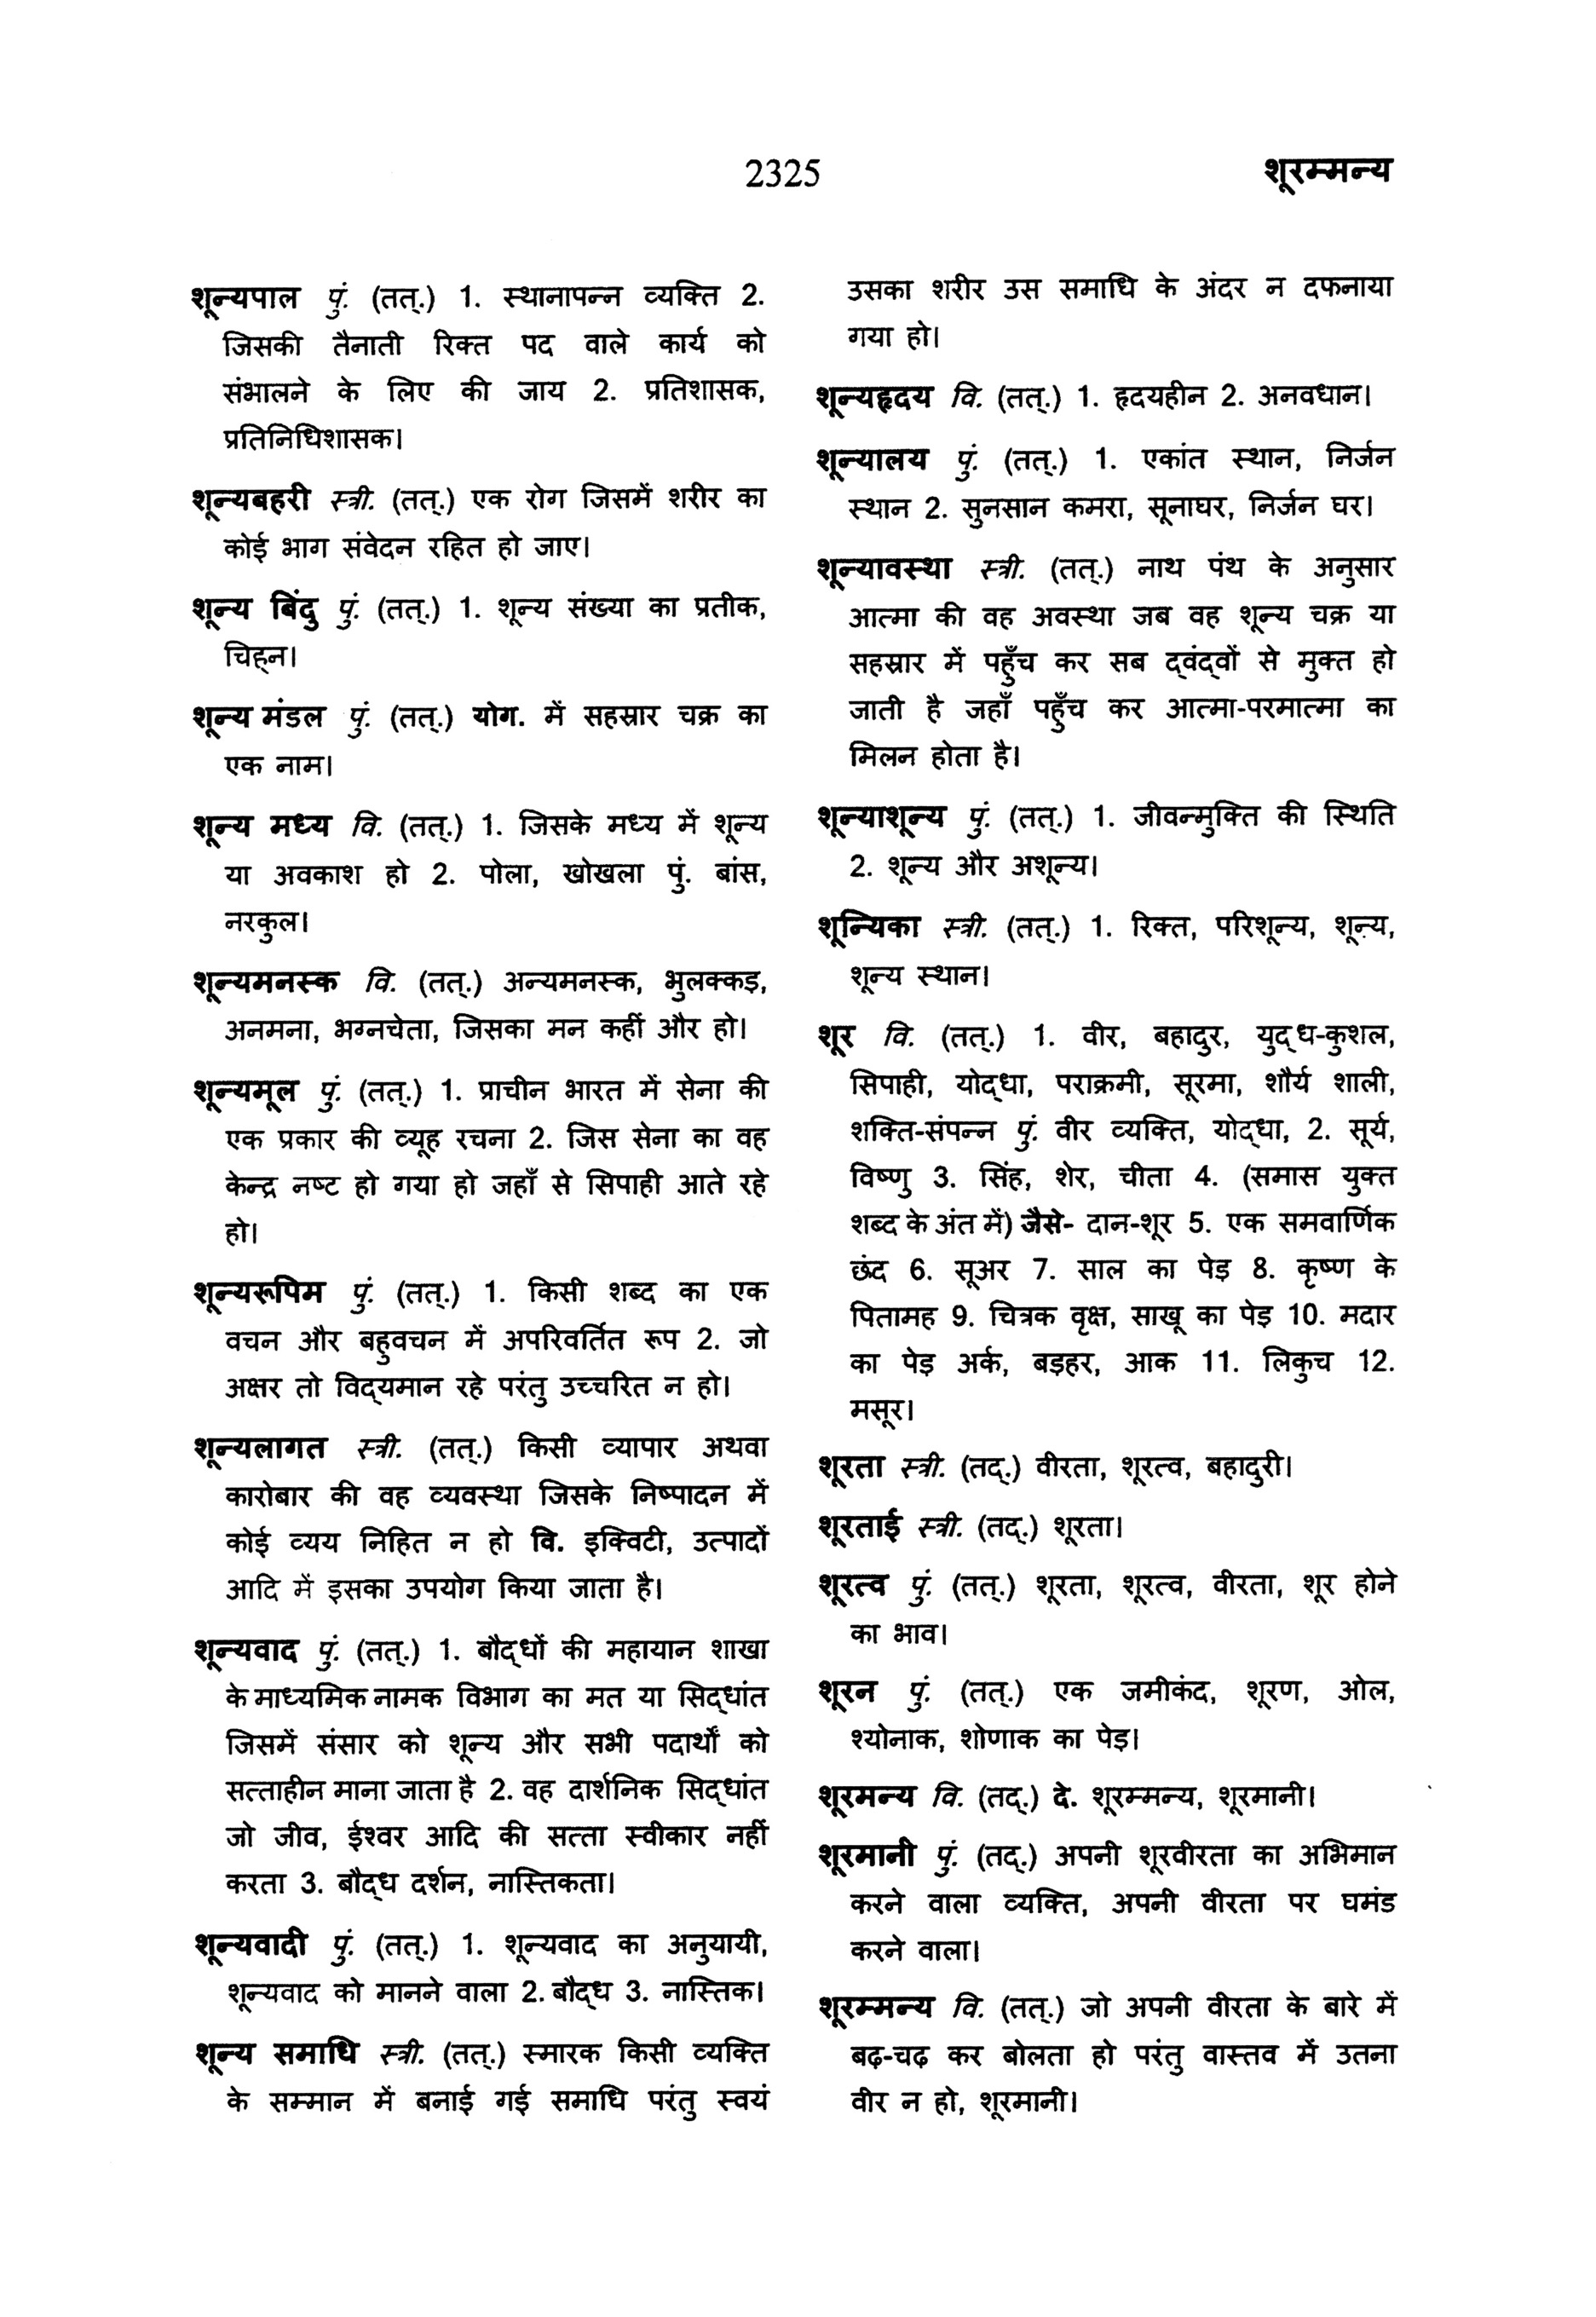 2325
शूरम्मन्य
शून्यपाल पुं. (तत्.) 1. स्थानापन्न व्यक्ति 2.
जिसकी तैनाती रिक्त पद वाले कार्य को
संभालने के लिए की जाय 2. प्रतिशासक,
प्रतिनिधिशासक।
शून्यबहरी स्त्री. (तत्.) एक रोग जिसमें शरीर का
कोई भाग संवेदन रहित हो जाए।
शून्य बिंदु पुं. (तत्.) 1. शून्य संख्या का प्रतीक,
चिह्‌न।
शून्य मंडल पुं. (तत्.) योग. में सहस्रार चक्र का
एक नाम।
शून्य मध्य वि. (तत्.) 1. जिसके मध्य में शून्य
या अवकाश हो 2. पोला, खोखला पुं. बांस,
नरकुल।
शून्यमनस्क वि. (तत्.) अन्यमनस्क, भुलक्कड़,
अनमना, भग्नचेता, जिसका मन कहीं और हो।
शून्यमूल पुं. (तत्.) 1. प्राचीन भारत में सेना की
एक प्रकार की व्यूह रचना 2. जिस सेना का वह
केन्द्र नष्ट हो गया हो जहाँ से सिपाही आते रहे
हो।
शून्यरूपिम पुं. (तत्.) 1. किसी शब्द का एक
वचन और बहुवचन में अपरिवर्तित रूप 2. जो
अक्षर तो विद्‌यमान रहे परंतु उच्चरित न हो।
शून्यलागत स्त्री. (तत्.) किसी व्यापार अथवा
कारोबार की वह व्यवस्था जिसके निष्पादन में
कोई व्यय निहित न हो वि. इक्विटी, उत्पादों
आदि में इसका उपयोग किया जाता है।
शून्यवाद पुं. (तत्.) 1. बौद्‌धों की महायान शाखा
के माध्यमिक नामक विभाग का मत या सिद्‌धांत
जिसमें संसार को शून्य और सभी पदार्थों को
सत्ताहीन माना जाता है 2. वह दार्शनिक सिद्‌धांत
जो जीव, ईश्वर आदि की सत्ता स्वीकार नहीं
करता 3. बौद्‌ध दर्शन, नास्तिकता।
शून्यवादी पुं. (तत्.) 1. शून्यवाद का अनुयायी,
शून्यवाद को मानने वाला 2. बौद्‌ध 3. नास्तिक।
शून्य समाधि स्त्री. (तत्.) स्मारक किसी व्यक्ति
के सम्मान में बनाई गई समाधि परंतु स्वयं
उसका शरीर उस समाधि के अंदर न दफनाया
गया हो।
शून्यहृदय वि. (तत्.) 1. हृदयहीन 2. अनवधान।
शून्यालय पुं. (तत्.) 1. एकांत स्थान, निर्जन
स्थान 2. सुनसान कमरा, सूनाघर, निर्जन घर।
शून्यावस्था स्त्री. (तत्.) नाथ पंथ के अनुसार
आत्मा की वह अवस्था जब वह शून्य चक्र या
सहस्रार में पहुँच कर सब द्‌वंद्‌वों से मुक्त हो
जाती है जहाँ पहुँच कर आत्मा-परमात्मा का
मिलन होता है।
शून्याशून्य पुं. (तत्.) 1. जीवन्मुक्ति की स्थिति
2. शून्य और अशून्य।
शून्यिका स्त्री. (तत्.) 1. रिक्त, परिशून्य, शून्य,
शून्य स्थान।
शूर वि. (तत्.) 1. वीर, बहादुर, युद्‌ध-कुशल,
सिपाही, योद्‌धा, पराक्रमी, सूरमा, शौर्य शाली,
शक्ति-संपन्न पुं. वीर व्यक्ति, योद्‌धा, 2. सूर्य,
विष्णु 3. सिंह, शेर, चीता 4. (समास युक्त
शब्द के अंत में) जैसे- दान-शूर 5. एक समवार्णिक
छंद 6. सूअर 7. साल का पेड़ 8. कृष्ण के
पितामह 9. चित्रक वृक्ष, साखू का पेड़ 10. मदार
का पेड़ अर्क, बड़हर, आक 11. लिकुच 12.
मसूर।
शूरता स्त्री. (तद्.) वीरता, शूरत्व, बहादुरी।
शूरताई स्त्री. (तद्.) शूरता।
शूरत्व पुं. (तत्.) शूरता, शूरत्व, वीरता, शूर होने
का भाव।
शूरन पुं. (तत्.) एक जमीकंद, शूरण, ओल,
श्योनाक, शोणाक का पेड़।
शूरमन्य वि. (तद्.) दे. शूरम्मन्य, शूरमानी।
शूरमानी पुं. (तद्.) अपनी शूरवीरता का अभिमान
करने वाला व्यक्ति, अपनी वीरता पर घमंड
करने वाला।
शूरम्मन्य वि. (तत्.) जो अपनी वीरता के बारे में
बढ़-चढ़ कर बोलता हो परंतु वास्तव में उतना
वीर न हो, शूरमानी।